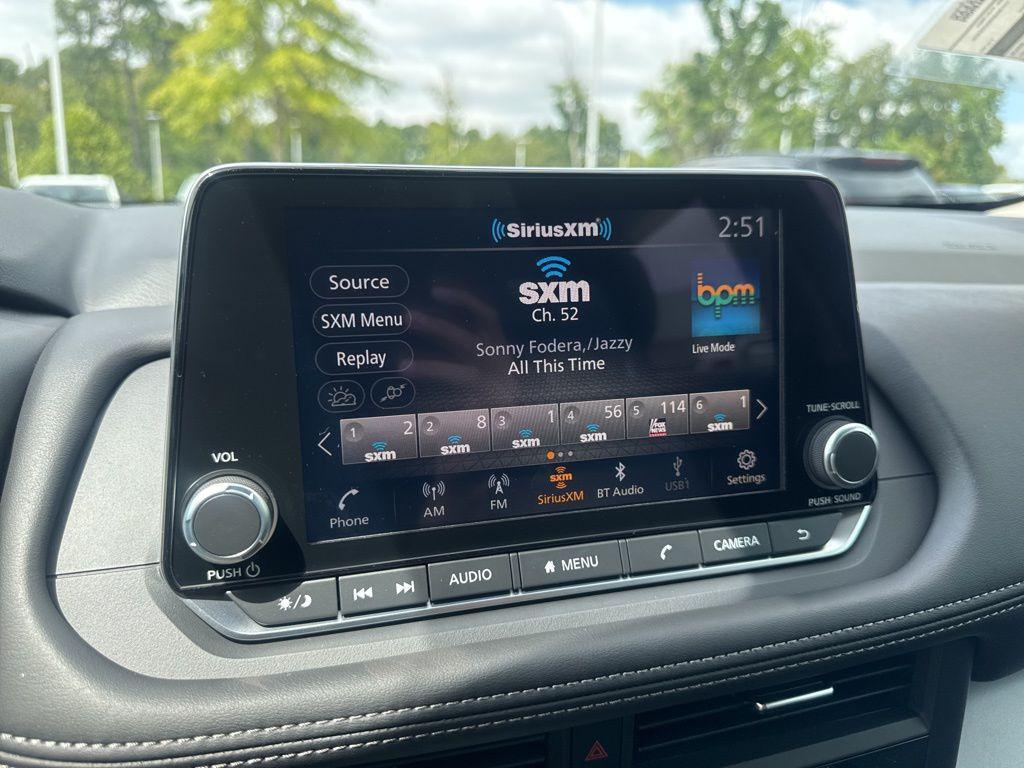 SiriusXM
2:51
Source
SXM Menu
Replay
sxm
Ch. 52
bpm
Live Mode
Sonny Fodera,/Jazzy
All This Time
1 2 sxm
2 8 sxm
3 1 sxm
4 56 sxm
5 114 FOX NEWS
6 1 sxm
Phone
AM
FM
sxm
SiriusXM
BT Audio
USB1
Settings
VOL
PUSH
TUNE·SCROLL
PUSH SOUND
AUDIO
MENU
CAMERA